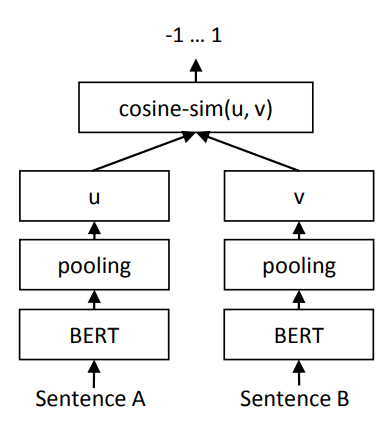 -1 … 1
cosine-sim(u, v)
u
v
pooling
pooling
BERT
BERT
Sentence A
Sentence B